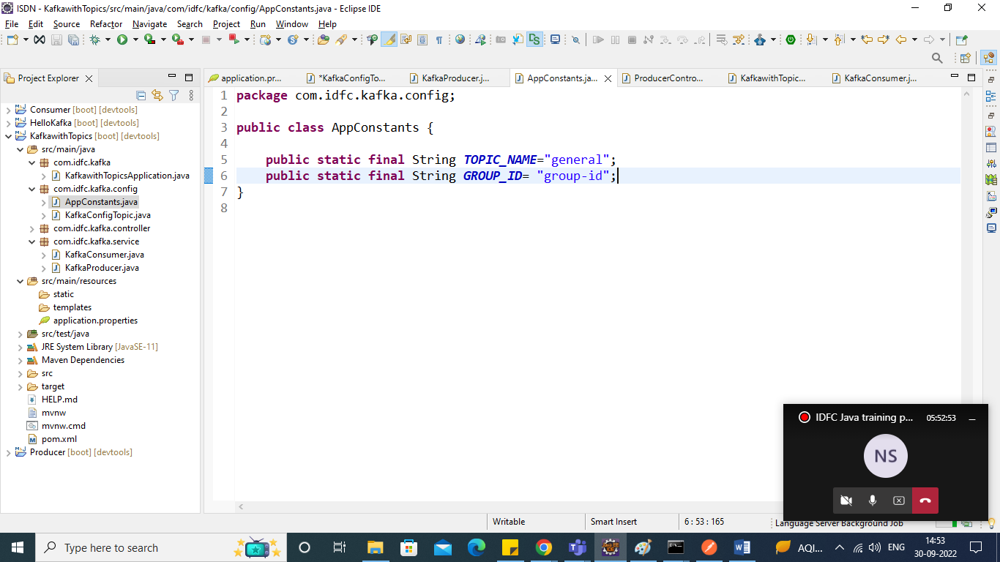 ISDN - KafkawithTopics/src/main/java/com/idfc/kafka/config/AppConstants.java - Eclipse IDE
File Edit Source Refactor Navigate Search Project Run Window Help
Project Explorer
application.pr...
*KafkaConfigTo...
KafkaProducer.j...
AppConstants.ja...
ProducerContro...
KafkawithTopic...
KafkaConsumer.j...
Consumer [boot] [devtools]
HelloKafka [boot] [devtools]
KafkawithTopics [boot] [devtools]
src/main/java
com.idfc.kafka
KafkawithTopicsApplication.java
com.idfc.kafka.config
AppConstants.java
KafkaConfigTopic.java
com.idfc.kafka.controller
com.idfc.kafka.service
KafkaConsumer.java
KafkaProducer.java
src/main/resources
static
templates
application.properties
src/test/java
JRE System Library [JavaSE-11]
Maven Dependencies
src
target
HELP.md
mvnw
mvnw.cmd
pom.xml
Producer [boot] [devtools]
1 package com.idfc.kafka.config;
2
3 public class AppConstants {
4
5 public static final String TOPIC_NAME="general";
6 public static final String GROUP_ID= "group-id";
7 }
8
IDFC Java training p... 05:52:53
NS
Writable
Smart Insert
6 : 53 : 165
Language Server Background Job
Type here to search
AQI...
ENG
14:53
30-09-2022